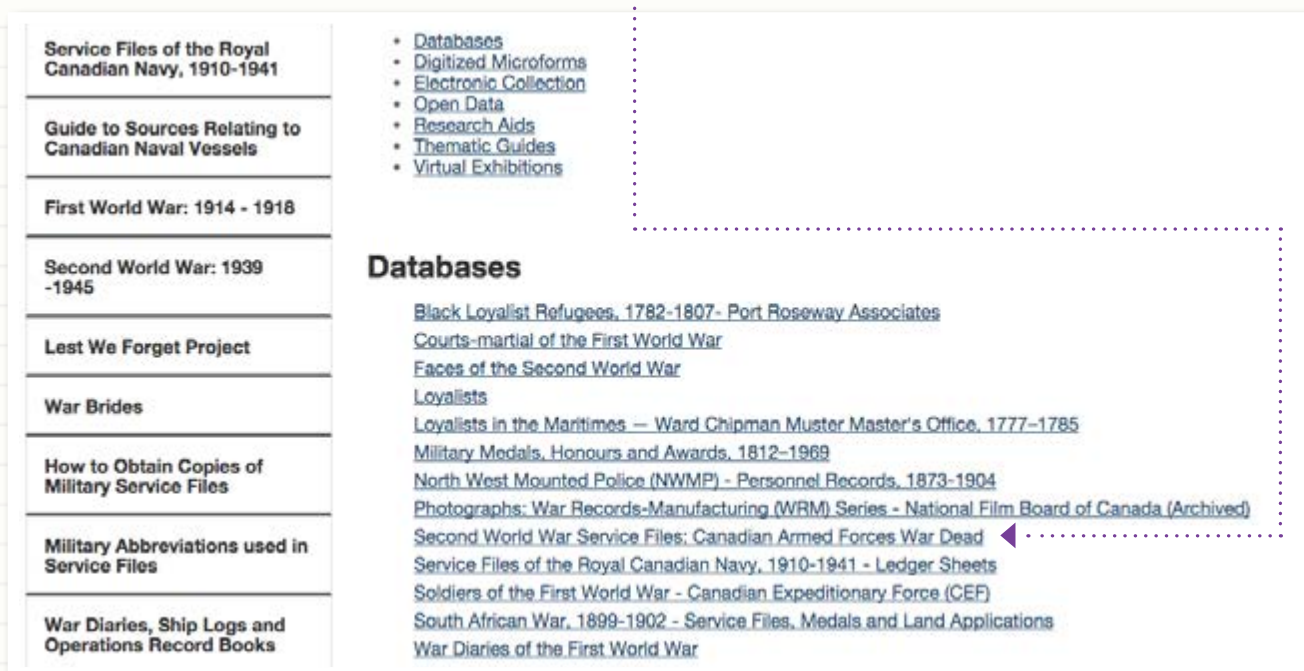 Service Files of the Royal
Canadian Navy, 1910-1941
Guide to Sources Relating to
Canadian Naval Vessels
First World War: 1914 - 1918
Second World War: 1939
-1945
Lest We Forget Project
War Brides
How to Obtain Copies of
Military Service Files
Military Abbreviations used in
Service Files
War Diaries, Ship Logs and
Operations Record Books
• Databases
• Digitized Microforms
• Electronic Collection
• Open Data
• Research Aids
• Thematic Guides
• Virtual Exhibitions
Databases
Black Loyalist Refugees, 1782-1807- Port Roseway Associates
Courts-martial of the First World War
Faces of the Second World War
Loyalists
Loyalists in the Maritimes — Ward Chipman Muster Master's Office, 1777–1785
Military Medals, Honours and Awards, 1812–1969
North West Mounted Police (NWMP) - Personnel Records, 1873-1904
Photographs: War Records-Manufacturing (WRM) Series - National Film Board of Canada (Archived)
Second World War Service Files: Canadian Armed Forces War Dead
Service Files of the Royal Canadian Navy, 1910-1941 - Ledger Sheets
Soldiers of the First World War - Canadian Expeditionary Force (CEF)
South African War, 1899-1902 - Service Files, Medals and Land Applications
War Diaries of the First World War